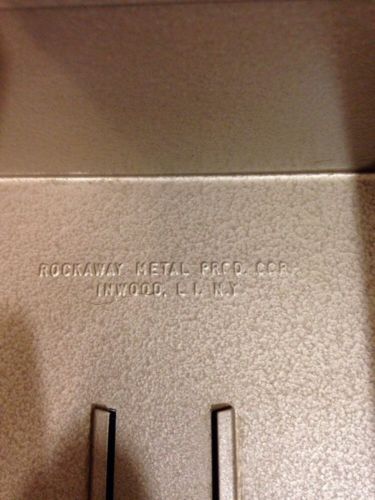 ROCKAWAY METAL PROD. COR.
INWOOD, L. I. N.Y